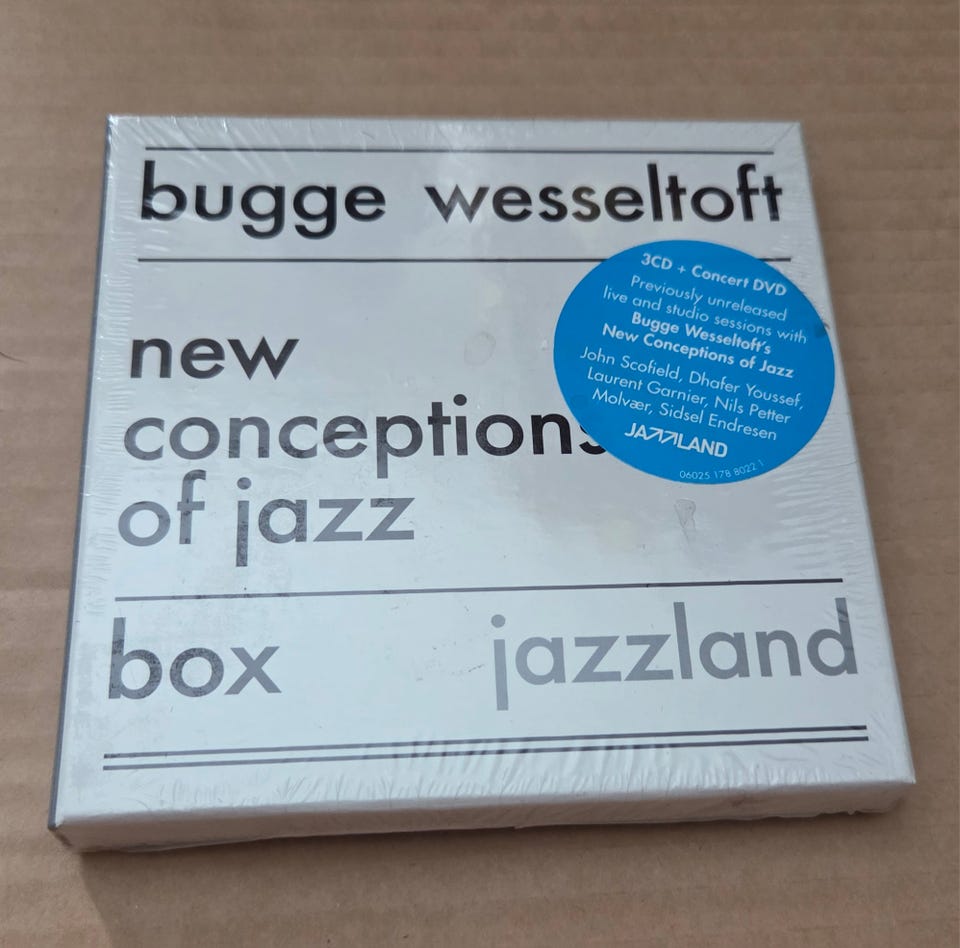 bugge wesseltoft
3CD + Concert DVD
Previously unreleased
live and studio sessions with
Bugge Wesseltoft's
New Conceptions of Jazz
John Scofield, Dhafer Youssef,
Laurent Garnier, Nils Petter
Molvær, Sidsel Endresen
JAZZLAND
06025 178 8022 1
new
conceptions
of jazz
box jazzland